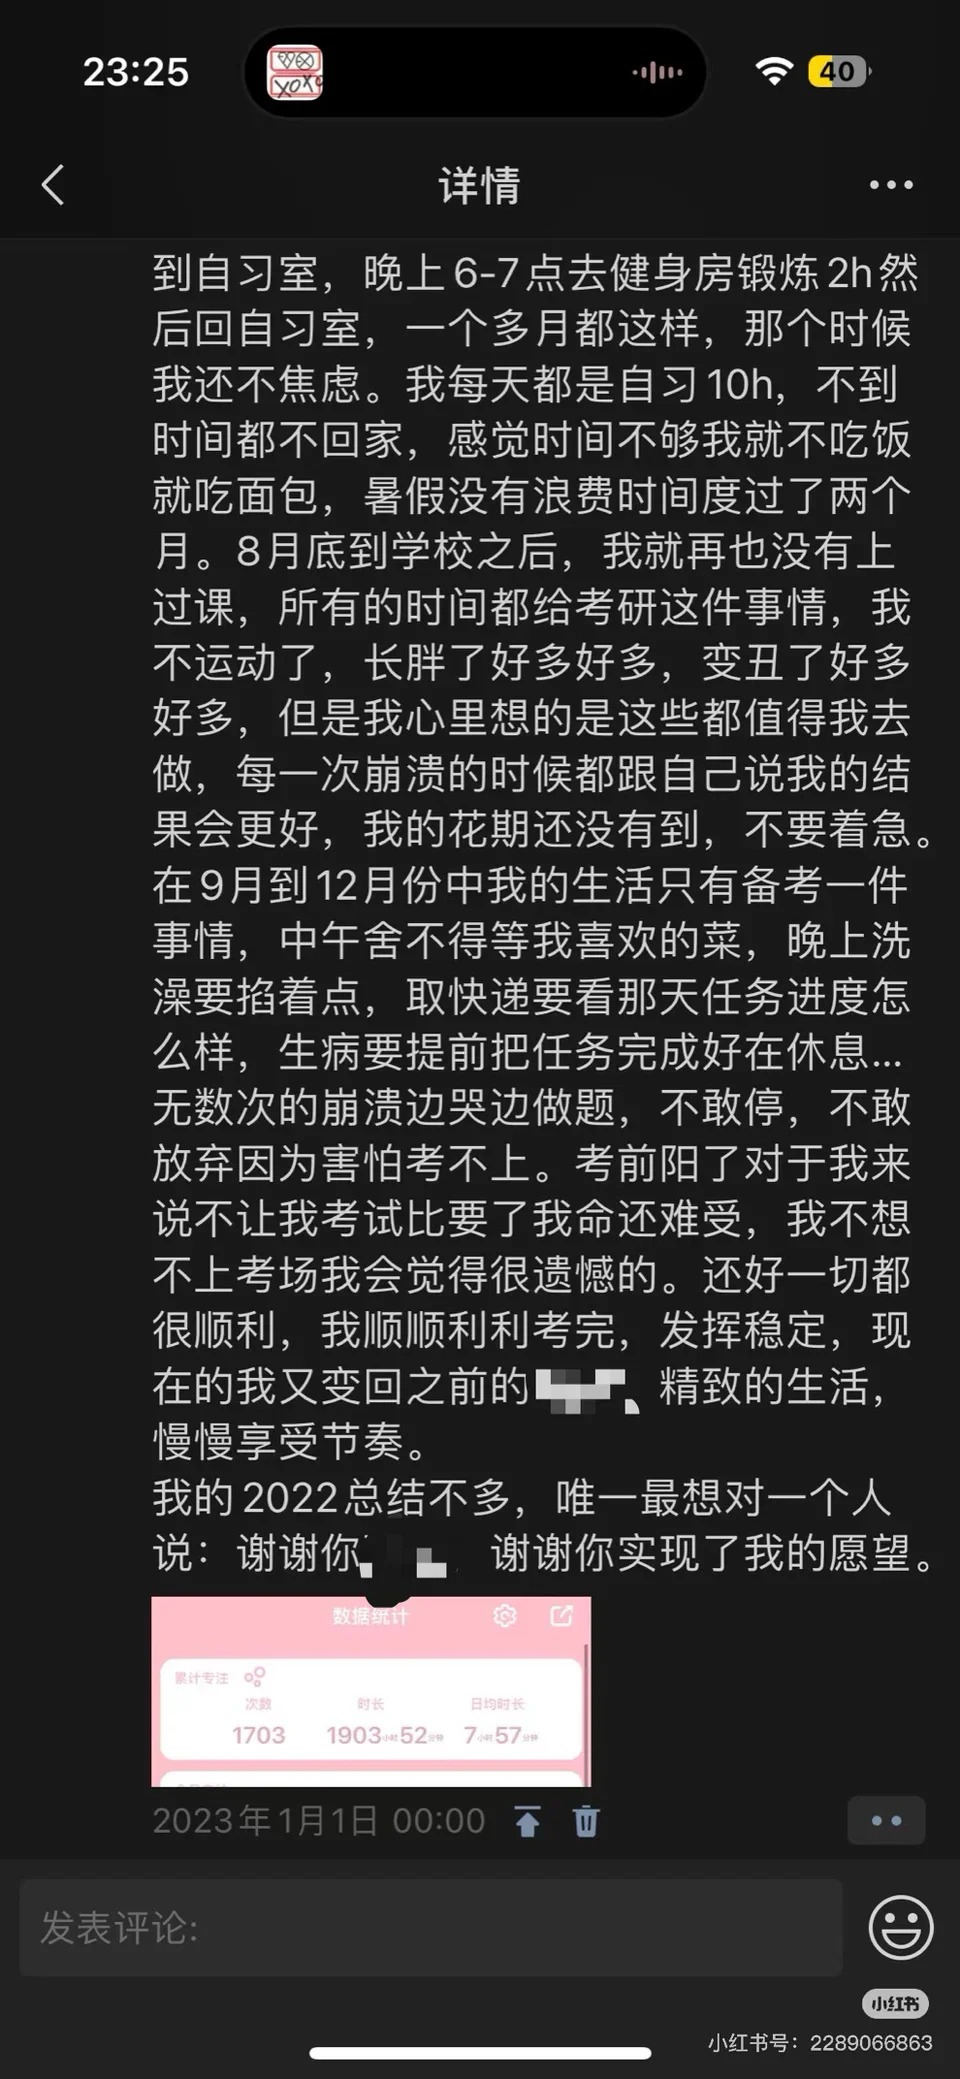 23:25
XOXO
40
详情
到自习室，晚上6-7点去健身房锻炼2h然
后回自习室，一个多月都这样，那个时候
我还不焦虑。我每天都是自习10h，不到
时间都不回家，感觉时间不够我就不吃饭
就吃面包，暑假没有浪费时间度过了两个
月。8月底到学校之后，我就再也没有上
过课，所有的时间都给考研这件事情，我
不运动了，长胖了好多好多，变丑了好多
好多，但是我心里想的是这些都值得我去
做，每一次崩溃的时候都跟自己说我的结
果会更好，我的花期还没有到，不要着急。
在9月到12月份中我的生活只有备考一件
事情，中午舍不得等我喜欢的菜，晚上洗
澡要掐着点，取快递要看那天任务进度怎
么样，生病要提前把任务完成好在休息...
无数次的崩溃边哭边做题，不敢停，不敢
放弃因为害怕考不上。考前阳了对于我来
说不让我考试比要了我命还难受，我不想
不上考场我会觉得很遗憾的。还好一切都
很顺利，我顺顺利利考完，发挥稳定，现
在的我又变回之前的 、精致的生活，
慢慢享受节奏。
我的2022总结不多，唯一最想对一个人
说：谢谢你 谢谢你实现了我的愿望。
数据统计
累计专注
次数 时长 日均时长
1703 1903小时52分钟 7小时57分钟
2023年1月1日 00:00
发表评论:
小红书
小红书号：2289066863